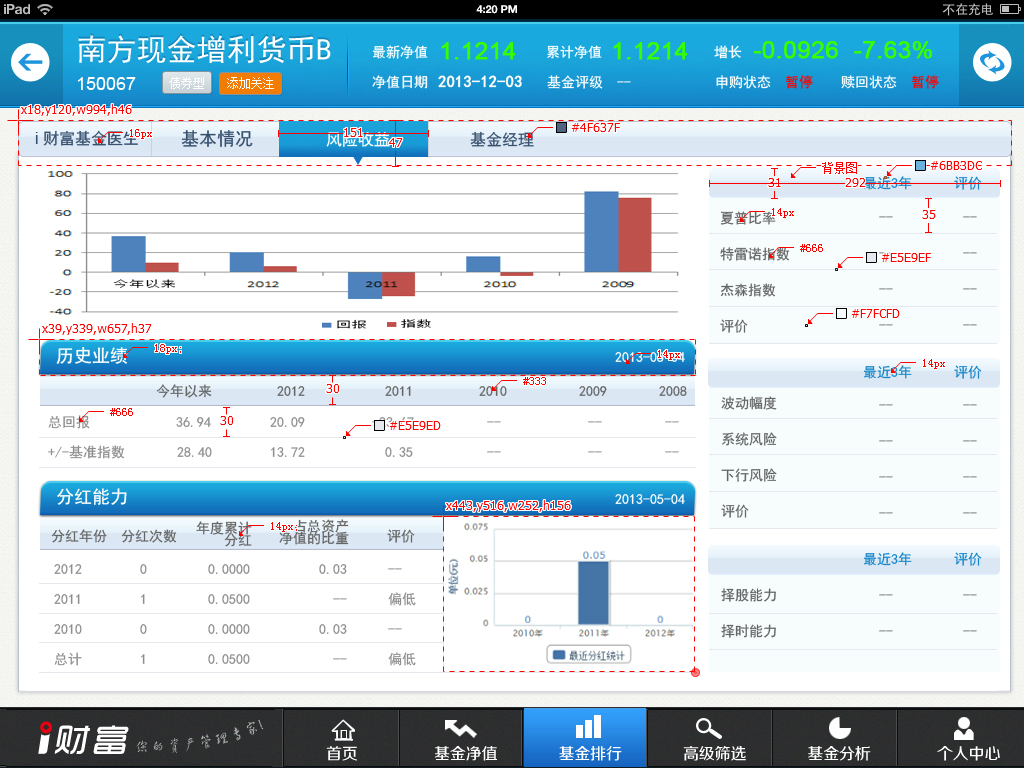 iPad 4:20 PM 不在充电
南方现金增利货币B
150067 债券型 添加关注
最新净值 1.1214 累计净值 1.1214 增长 -0.0926 -7.63%
净值日期 2013-12-03 基金评级 -- 申购状态 暂停 赎回状态 暂停
x18,y120,w994,h46
i 财富基金医生 18px 基本情况 151 风险收益 47 基金经理 #4F637F
背景图 #6BB3DC
31 292 最近3年 评价
夏普比率 14px -- 35 --
特雷诺指数 #666 -- --
#E5E9EF
杰森指数 -- --
#F7FCFD
评价 -- --
100
80
60
40
20
0
-20
-40
今年以来 2012 2011 2010 2009
回报 指数
x39,y339,w657,h37
历史业绩 18px; 14px
今年以来 2012 30 2011 2010 #333 2009 2008
总回报 #666 36.94 30 20.09 -- -- --
#E5E9ED
+/-基准指数 28.40 13.72 0.35 -- -- --
14px
最近3年 评价
波动幅度 -- --
系统风险 -- --
下行风险 -- --
评价 -- --
分红能力 2013-05-04
x443,y516,w252,h156
分红年份 分红次数 年度累计分红 14px 占总资产净值的比重 评价
2012 0 0.0000 0.03 --
2011 1 0.0500 -- 偏低
2010 0 0.0000 0.03 --
总计 1 0.0500 -- 偏低
单位(元)
0.075
0.05
0.025
0
0 0.05 0
2010年 2011年 2012年
最近分红统计
最近3年 评价
择股能力 -- --
择时能力 -- --
i财富 您的资产管理专家!
首页 基金净值 基金排行 高级筛选 基金分析 个人中心